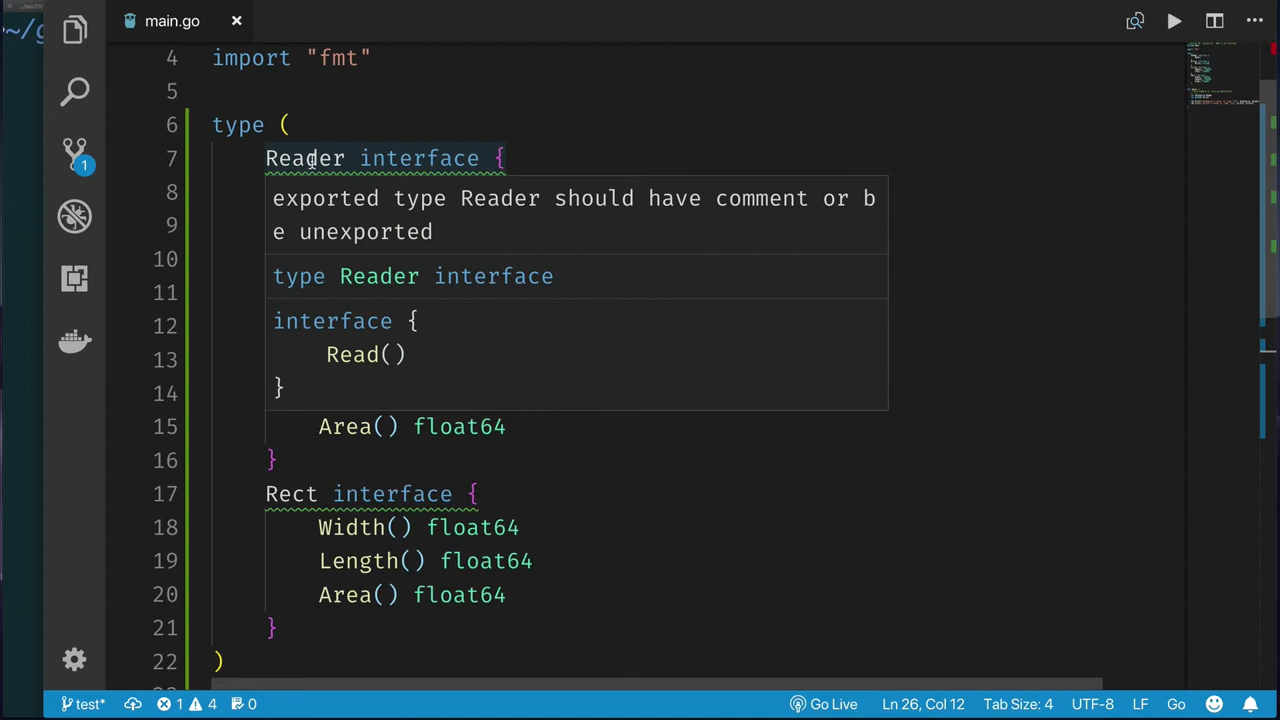 ~/g
main.go
4 import "fmt"
5
6 type (
7 Reader interface {
8
exported type Reader should have comment or b
9
e unexported
10
type Reader interface
11
12 interface {
13 Read()
14 }
15 Area() float64
16 }
17 Rect interface {
18 Width() float64
19 Length() float64
20 Area() float64
21 }
22 )
1
test* 1 4 0 Go Live Ln 26, Col 12 Tab Size: 4 UTF-8 LF Go